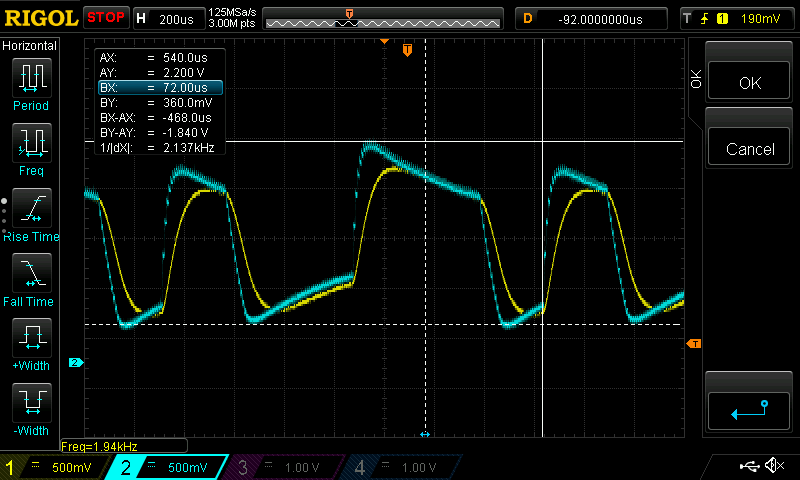 RIGOL STOP H 200us 125MSa/s 3.00M pts T D -92.0000000us T 1 190mV
Horizontal
Period
Freq
Rise Time
Fall Time
+Width
-Width
AX: = 540.0us
AY: = 2.200 V
BX: = 72.00us
BY: = 360.0mV
BX-AX: = -468.0us
BY-AY: = -1.840 V
1/|dX|: = 2.137kHz
T
2
T
OK
OK
Cancel
Freq=1.94kHz
1 = 500mV 2 = 500mV 3 = 1.00 V 4 = 1.00 V